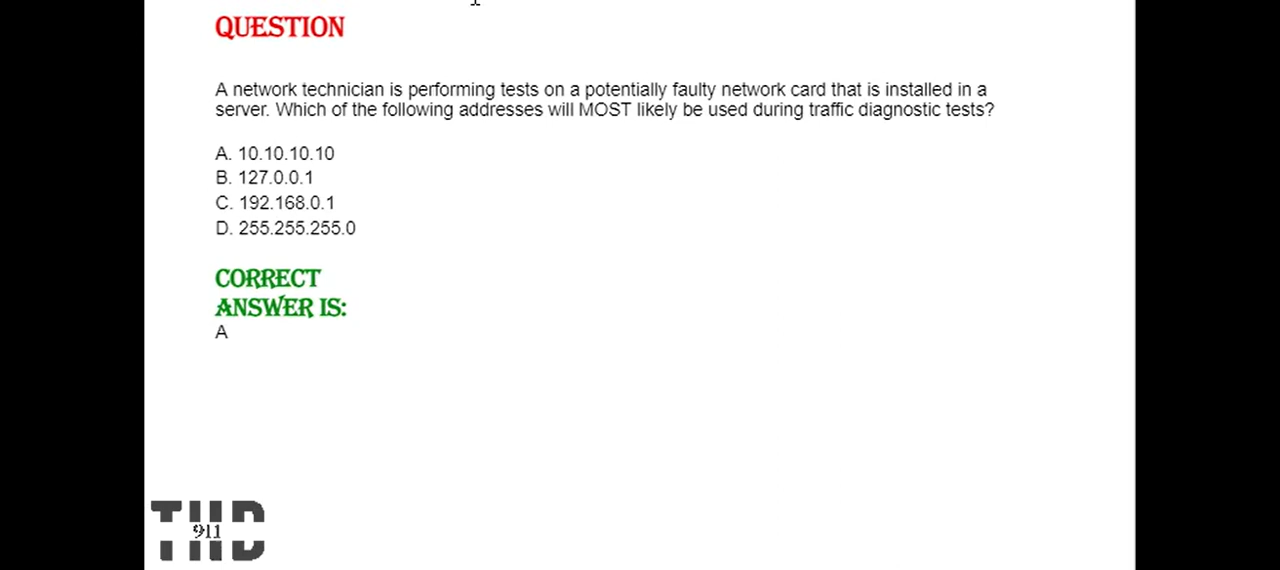 QUESTION
A network technician is performing tests on a potentially faulty network card that is installed in a
server. Which of the following addresses will MOST likely be used during traffic diagnostic tests?
A. 10.10.10.10
B. 127.0.0.1
C. 192.168.0.1
D. 255.255.255.0
CORRECT
ANSWER IS:
A
THD
911